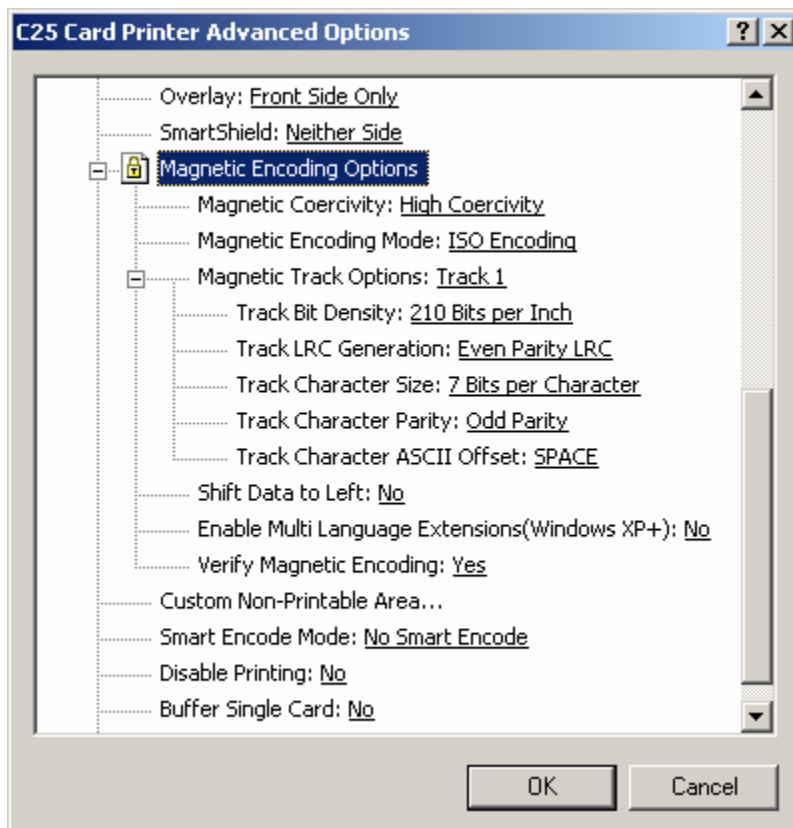 C25 Card Printer Advanced Options
Overlay: Front Side Only
SmartShield: Neither Side
Magnetic Encoding Options
Magnetic Coercivity: High Coercivity
Magnetic Encoding Mode: ISO Encoding
Magnetic Track Options: Track 1
Track Bit Density: 210 Bits per Inch
Track LRC Generation: Even Parity LRC
Track Character Size: 7 Bits per Character
Track Character Parity: Odd Parity
Track Character ASCII Offset: SPACE
Shift Data to Left: No
Enable Multi Language Extensions(Windows XP+): No
Verify Magnetic Encoding: Yes
Custom Non-Printable Area...
Smart Encode Mode: No Smart Encode
Disable Printing: No
Buffer Single Card: No
OK Cancel